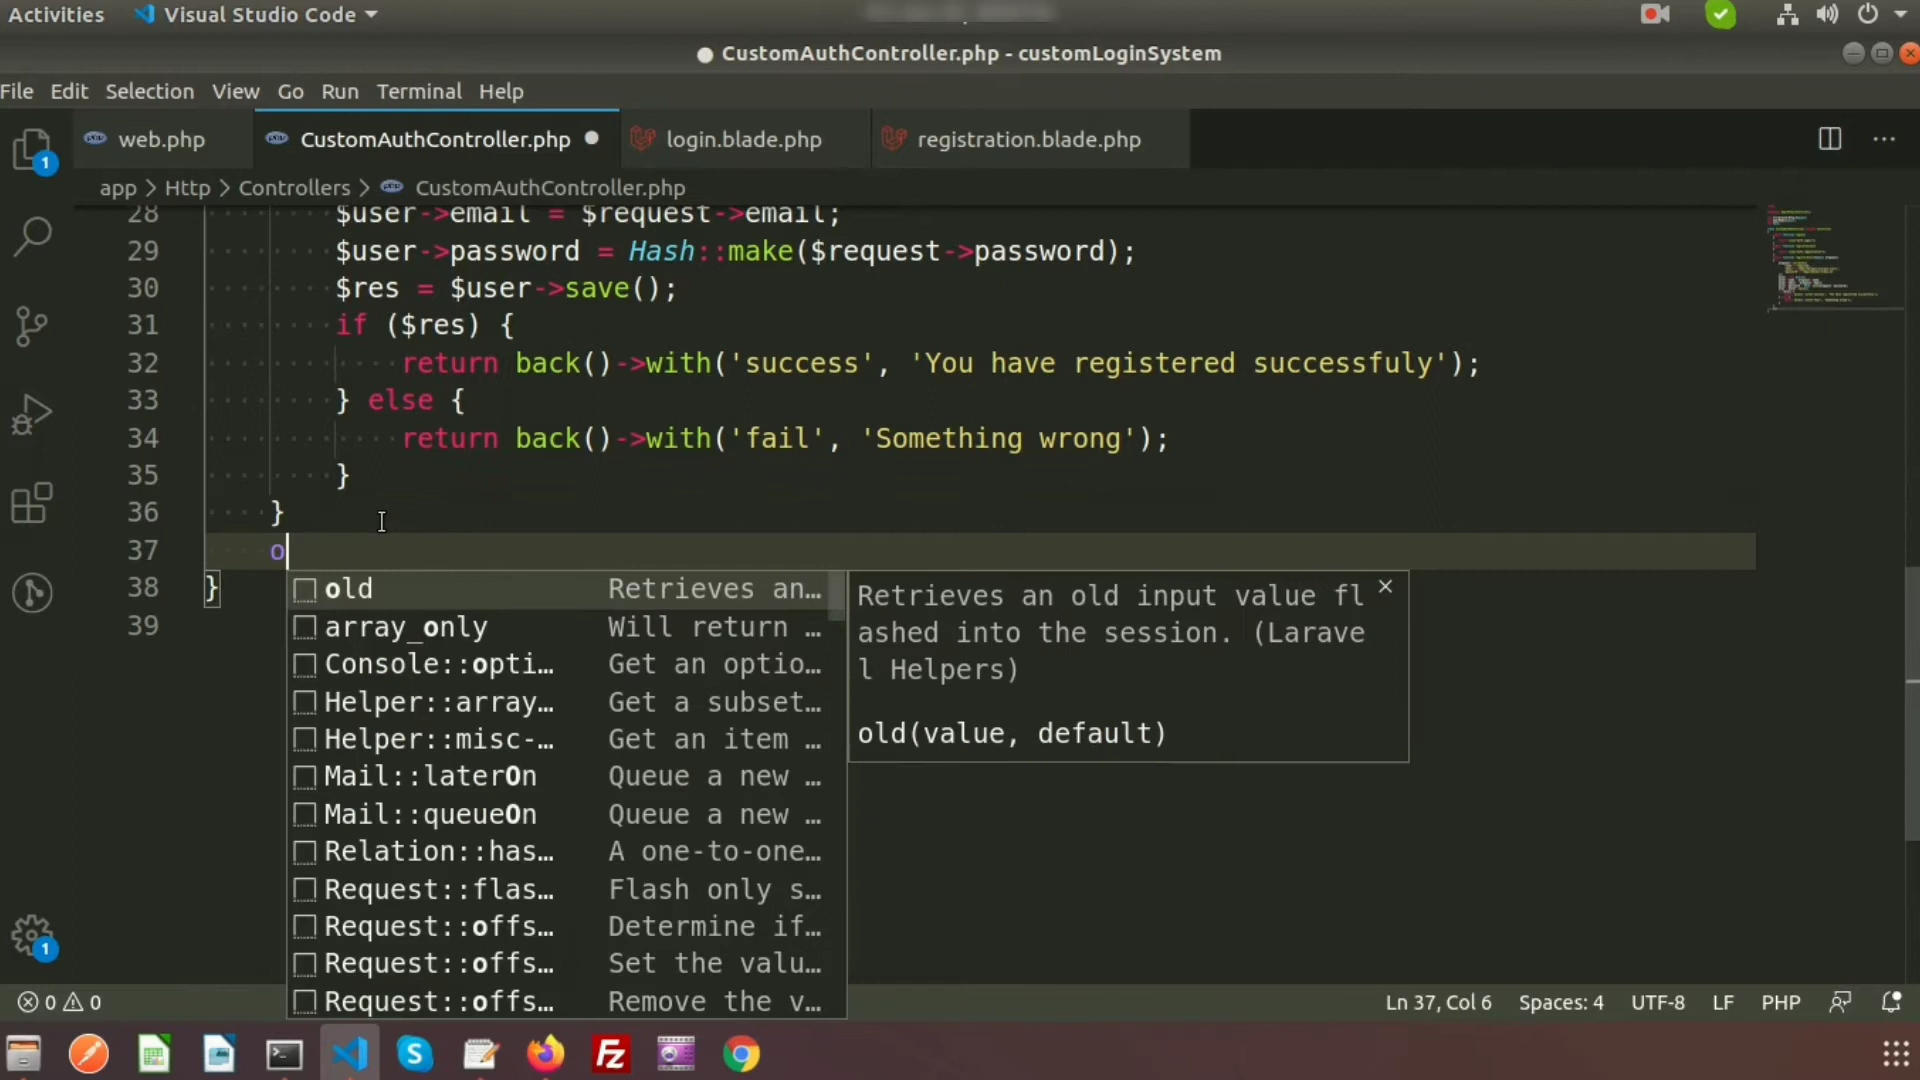 Activities Visual Studio Code
CustomAuthController.php - customLoginSystem
File Edit Selection View Go Run Terminal Help
web.php CustomAuthController.php login.blade.php registration.blade.php
1
app > Http > Controllers > CustomAuthController.php
28 $user->email = $request->email;
29 $user->password = Hash::make($request->password);
30 $res = $user->save();
31 if ($res) {
32 return back()->with('success', 'You have registered successfuly');
33 } else {
34 return back()->with('fail', 'Something wrong');
35 }
36 }
37 o
38 }
39
old Retrieves an…
array_only Will return …
Console::opti… Get an optio…
Helper::array… Get a subset…
Helper::misc-… Get an item …
Mail::laterOn Queue a new …
Mail::queueOn Queue a new …
Relation::has… A one-to-one…
Request::flas… Flash only s…
Request::offs… Determine if…
Request::offs… Set the valu…
Request::offs… Remove the v…
Retrieves an old input value fl
ashed into the session. (Larave
l Helpers)
old(value, default)
1
0 0 Ln 37, Col 6 Spaces: 4 UTF-8 LF PHP